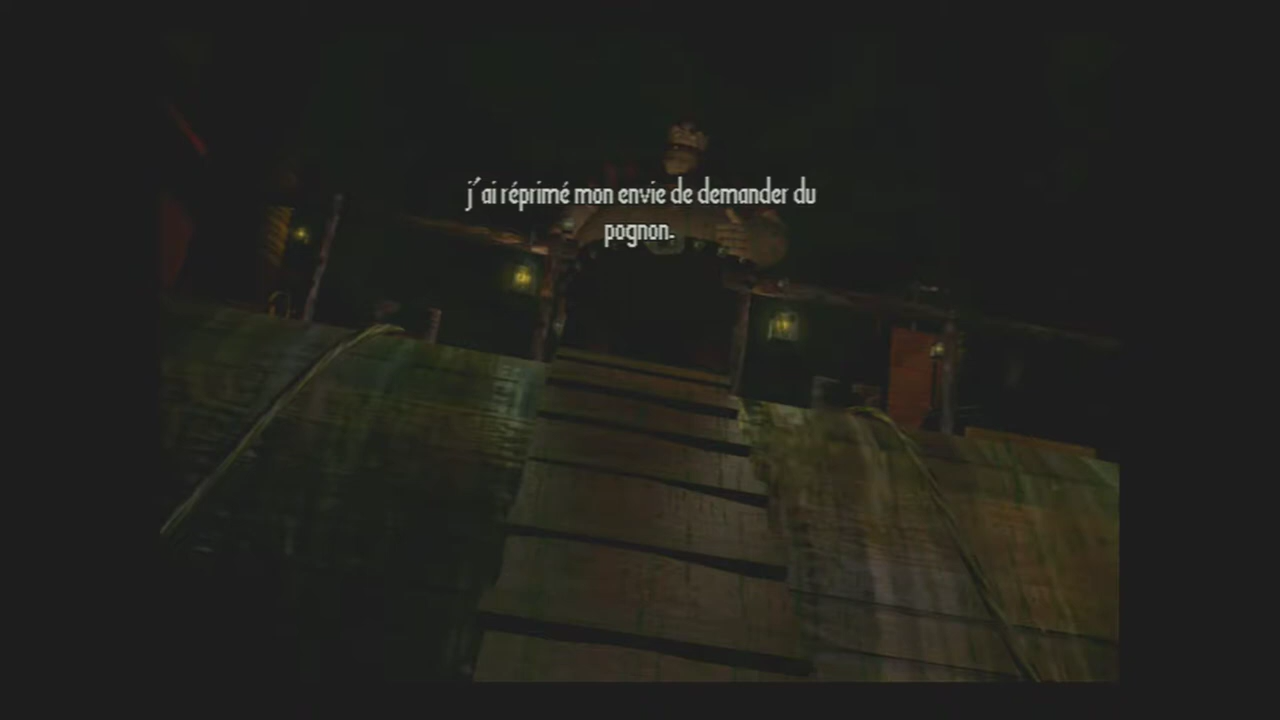 j'ai réprimé mon envie de demander du
pognon.